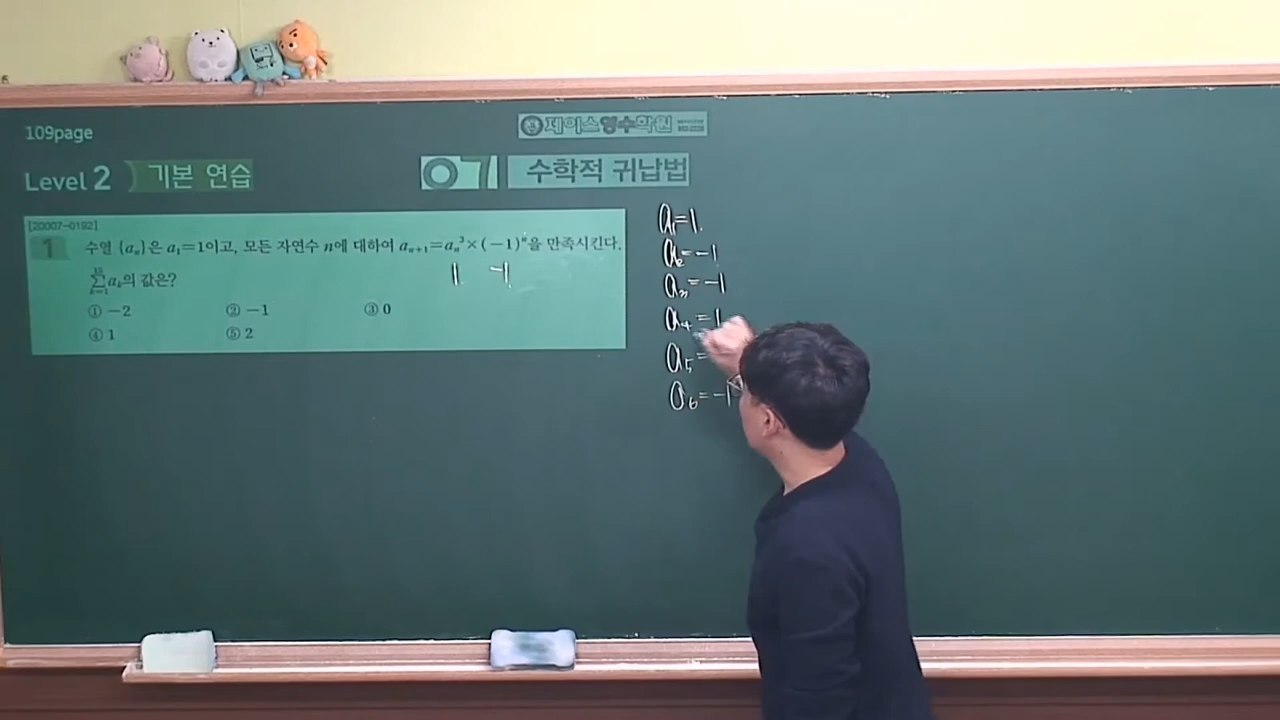 109page
제이스영수학원
Level 2 기본 연습
07 수학적 귀납법
[20007-0192]
1 수열 {aₙ}은 a₁=1이고, 모든 자연수 n에 대하여 aₙ₊₁=aₙ³×(-1)ⁿ을 만족시킨다.
∑ₖ₌₁¹⁵ aₖ의 값은?
1 -1
① -2 ② -1 ③ 0
④ 1 ⑤ 2
a₁=1.
a₂=-1
a₃=-1
a₄=1
a₅=
a₆=-1